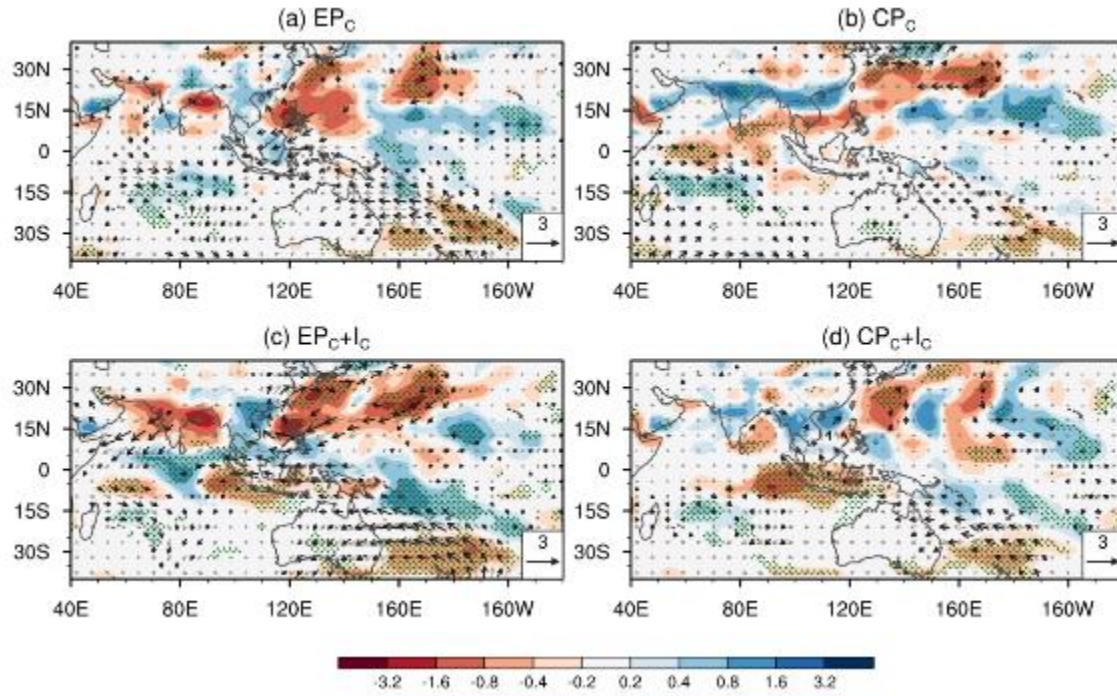 (a) EPC
(b) CPC
30N
15N
0
15S
30S
3
40E 80E 120E 160E 160W
30N
15N
0
15S
30S
3
40E 80E 120E 160E 160W
(c) EPC+IC
(d) CPC+IC
30N
15N
0
15S
30S
3
40E 80E 120E 160E 160W
30N
15N
0
15S
30S
3
40E 80E 120E 160E 160W
-3.2 -1.6 -0.8 -0.4 -0.2 0.2 0.4 0.8 1.6 3.2